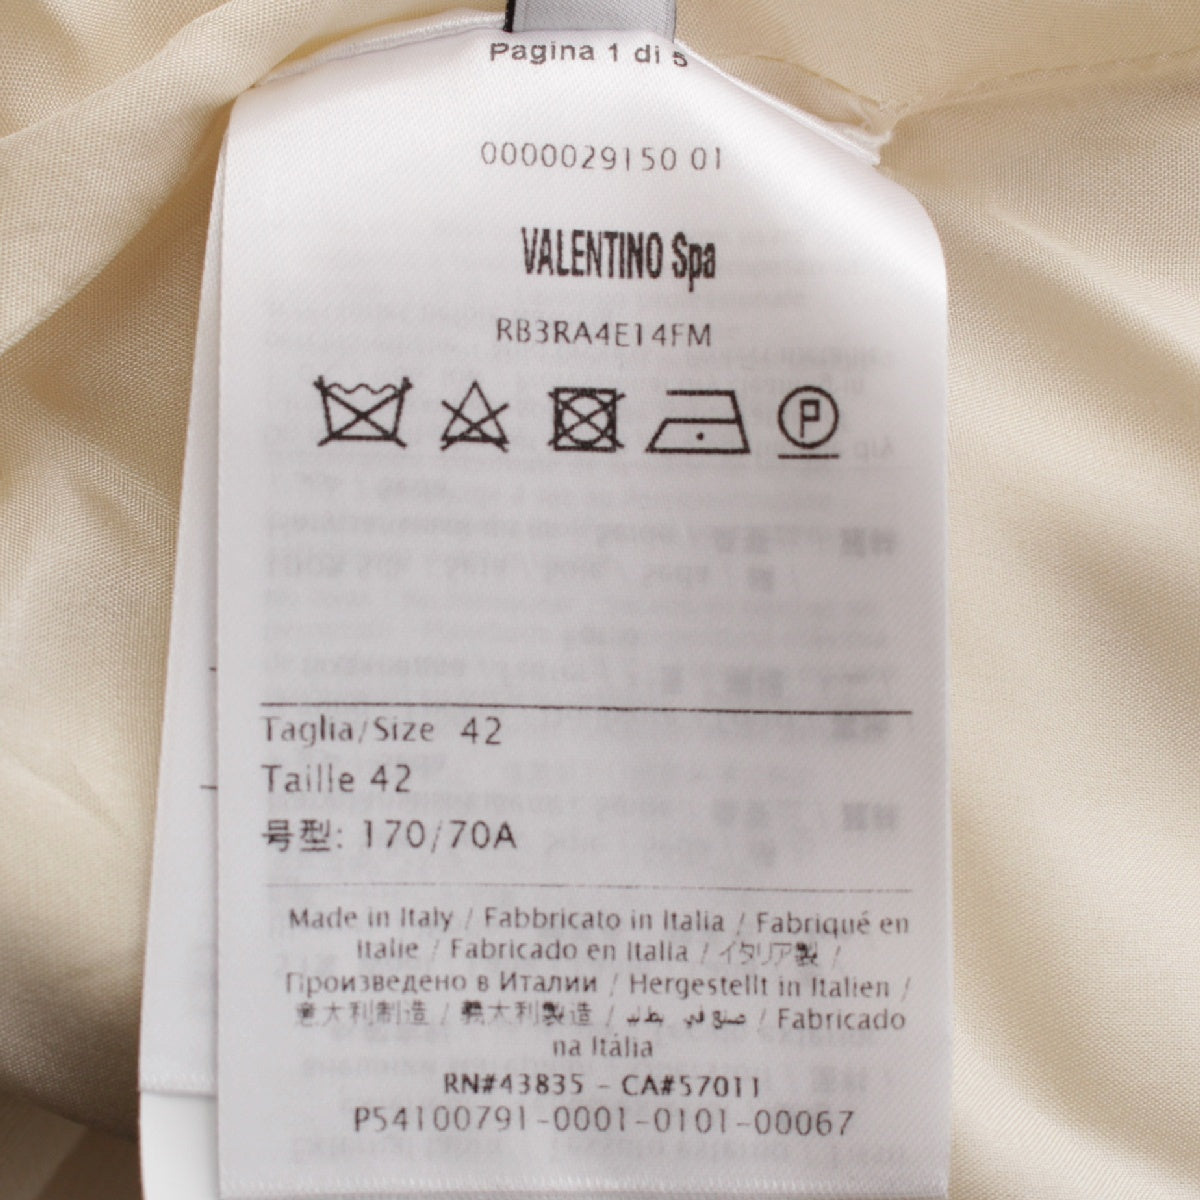 Pagina 1 di 5
0000029150 01
VALENTINO Spa
RB3RA4E14FM
P
Taglia/Size 42
Taille 42
号型: 170/70A
Made in Italy / Fabbricato in Italia / Fabriqué en
Italie / Fabricado en Italia / イタリア製 /
Произведено в Италии / Hergestellt in Italien /
意大利制造 / 義大利製造 / صنع في / Fabricado
na Itália
RN#43835 - CA#57011
P54100791-0001-0101-00067